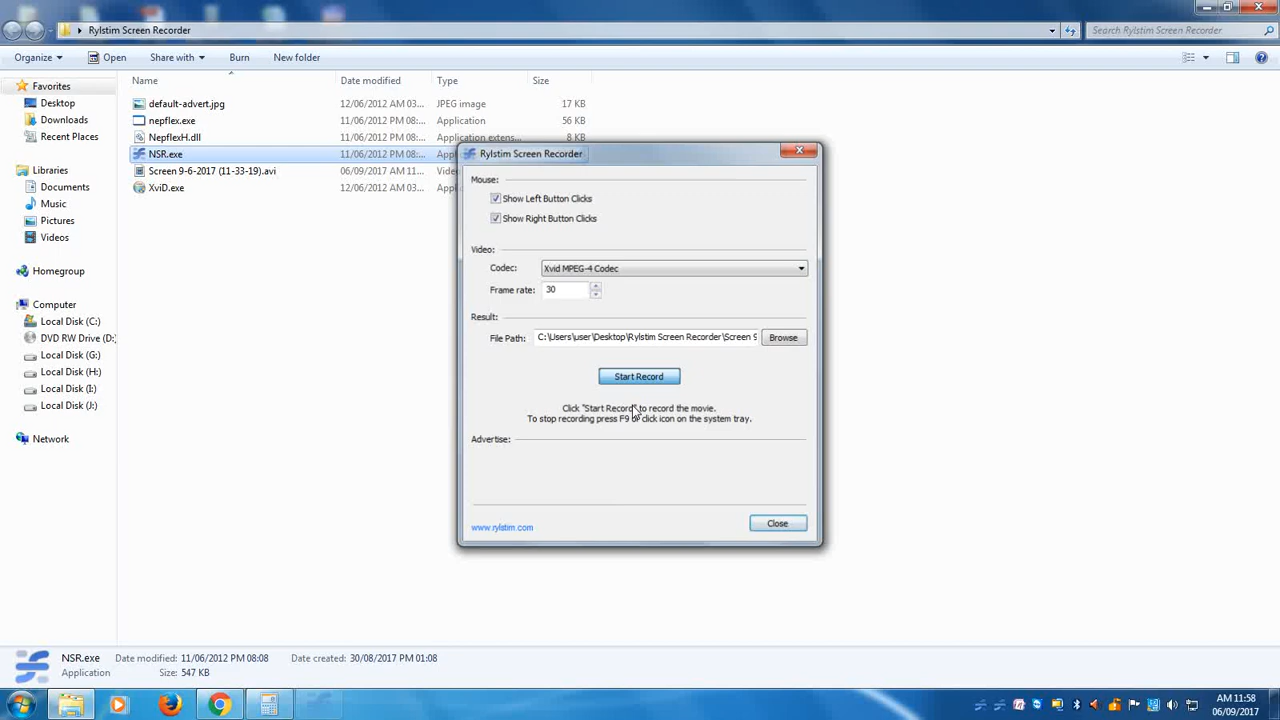 Rylstim Screen Recorder
Search Rylstim Screen Recorder
Organize
Open
Share with
Burn
New folder
Favorites
Desktop
Downloads
Recent Places
Libraries
Documents
Music
Pictures
Videos
Homegroup
Computer
Local Disk (C:)
DVD RW Drive (D:)
Local Disk (G:)
Local Disk (H:)
Local Disk (I:)
Local Disk (J:)
Network
Name Date modified Type Size
default-advert.jpg 12/06/2012 AM 03... JPEG image 17 KB
nepflex.exe 11/06/2012 PM 08:... Application 56 KB
NepflexH.dll 11/06/2012 PM 08:... Application extens... 8 KB
NSR.exe 11/06/2012 PM 08:...
Screen 9-6-2017 (11-33-19).avi 06/09/2017 AM 11:...
XviD.exe 12/06/2012 AM 03...
Rylstim Screen Recorder
Mouse:
Show Left Button Clicks
Show Right Button Clicks
Video:
Codec: Xvid MPEG-4 Codec
Frame rate: 30
Result:
File Path: C:\Users\user\Desktop\Rylstim Screen Recorder\Screen 9
Browse
Start Record
Click "Start Record" to record the movie.
To stop recording press F9 or click icon on the system tray.
Advertise:
www.rylstim.com
Close
NSR.exe Date modified: 11/06/2012 PM 08:08 Date created: 30/08/2017 PM 01:08
Application Size: 547 KB
AM 11:58
06/09/2017